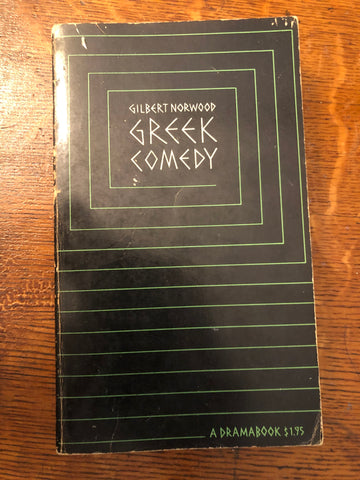 GILBERT NORWOOD
GREEK
COMEDY
A DRAMABOOK $1.95